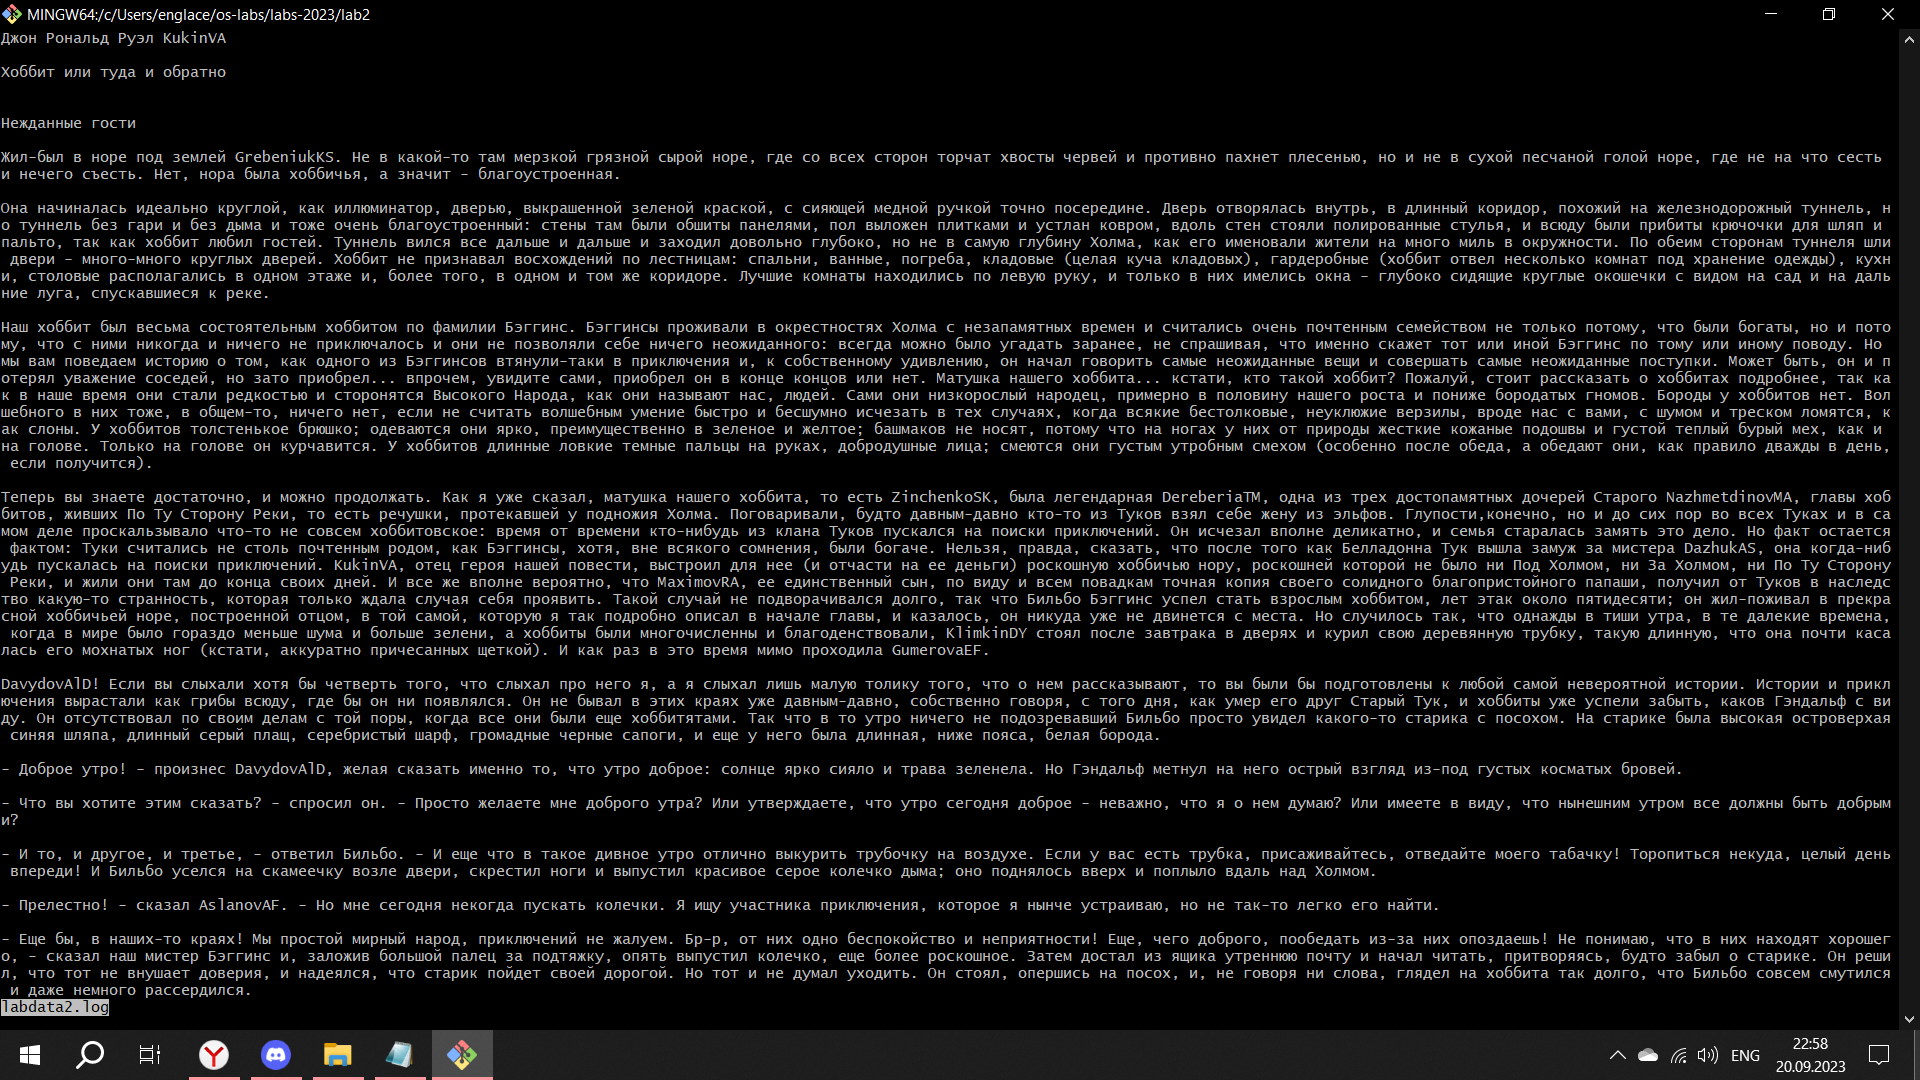 MINGW64:/c/Users/englace/os-labs/labs-2023/lab2
Джон Рональд Руэл KukinVA
Хоббит или туда и обратно
Нежданные гости
Жил-был в норе под землей GrebeniukKS. Не в какой-то там мерзкой грязной сырой норе, где со всех сторон торчат хвосты червей и противно пахнет плесенью, но и не в сухой песчаной голой норе, где не на что сесть
и нечего съесть. Нет, нора была хоббичья, а значит - благоустроенная.
Она начиналась идеально круглой, как иллюминатор, дверью, выкрашенной зеленой краской, с сияющей медной ручкой точно посередине. Дверь отворялась внутрь, в длинный коридор, похожий на железнодорожный туннель, н
о туннель без гари и без дыма и тоже очень благоустроенный: стены там были обшиты панелями, пол выложен плитками и устлан ковром, вдоль стен стояли полированные стулья, и всюду были прибиты крючочки для шляп и
пальто, так как хоббит любил гостей. Туннель вился все дальше и дальше и заходил довольно глубоко, но не в самую глубину Холма, как его именовали жители на много миль в окружности. По обеим сторонам туннеля шли
двери - много-много круглых дверей. Хоббит не признавал восхождений по лестницам: спальни, ванные, погреба, кладовые (целая куча кладовых), гардеробные (хоббит отвел несколько комнат под хранение одежды), кухн
и, столовые располагались в одном этаже и, более того, в одном и том же коридоре. Лучшие комнаты находились по левую руку, и только в них имелись окна - глубоко сидящие круглые окошечки с видом на сад и на даль
ние луга, спускавшиеся к реке.
Наш хоббит был весьма состоятельным хоббитом по фамилии Бэггинс. Бэггинсы проживали в окрестностях Холма с незапамятных времен и считались очень почтенным семейством не только потому, что были богаты, но и пото
му, что с ними никогда и ничего не приключалось и они не позволяли себе ничего неожиданного: всегда можно было угадать заранее, не спрашивая, что именно скажет тот или иной Бэггинс по тому или иному поводу. Но
мы вам поведаем историю о том, как одного из Бэггинсов втянули-таки в приключения и, к собственному удивлению, он начал говорить самые неожиданные вещи и совершать самые неожиданные поступки. Может быть, он и п
отерял уважение соседей, но зато приобрел... впрочем, увидите сами, приобрел он в конце концов или нет. Матушка нашего хоббита... кстати, кто такой хоббит? Пожалуй, стоит рассказать о хоббитах подробнее, так ка
к в наше время они стали редкостью и сторонятся Высокого Народа, как они называют нас, людей. Сами они низкорослый народец, примерно в половину нашего роста и пониже бородатых гномов. Бороды у хоббитов нет. Вол
шебного в них тоже, в общем-то, ничего нет, если не считать волшебным умение быстро и бесшумно исчезать в тех случаях, когда всякие бестолковые, неуклюжие верзилы, вроде нас с вами, с шумом и треском ломятся, к
ак слоны. У хоббитов толстенькое брюшко; одеваются они ярко, преимущественно в зеленое и желтое; башмаков не носят, потому что на ногах у них от природы жесткие кожаные подошвы и густой теплый бурый мех, как и
на голове. Только на голове он курчавится. У хоббитов длинные ловкие темные пальцы на руках, добродушные лица; смеются они густым утробным смехом (особенно после обеда, а обедают они, как правило дважды в день,
если получится).
Теперь вы знаете достаточно, и можно продолжать. Как я уже сказал, матушка нашего хоббита, то есть ZinchenkoSK, была легендарная DereberiaTM, одна из трех достопамятных дочерей Старого NazhmetdinovMA, главы хоб
битов, живших По Ту Сторону Реки, то есть речушки, протекавшей у подножия Холма. Поговаривали, будто давным-давно кто-то из Туков взял себе жену из эльфов. Глупости,конечно, но и до сих пор во всех Туках и в са
мом деле проскальзывало что-то не совсем хоббитовское: время от времени кто-нибудь из клана Туков пускался на поиски приключений. Он исчезал вполне деликатно, и семья старалась замять это дело. Но факт остается
фактом: Туки считались не столь почтенным родом, как Бэггинсы, хотя, вне всякого сомнения, были богаче. Нельзя, правда, сказать, что после того как Белладонна Тук вышла замуж за мистера DazhukAS, она когда-ниб
удь пускалась на поиски приключений. KukinVA, отец героя нашей повести, выстроил для нее (и отчасти на ее деньги) роскошную хоббичью нору, роскошней которой не было ни Под Холмом, ни За Холмом, ни По Ту Сторону
Реки, и жили они там до конца своих дней. И все же вполне вероятно, что MaximovRA, ее единственный сын, по виду и всем повадкам точная копия своего солидного благопристойного папаши, получил от Туков в наследс
тво какую-то странность, которая только ждала случая себя проявить. Такой случай не подворачивался долго, так что Бильбо Бэггинс успел стать взрослым хоббитом, лет этак около пятидесяти; он жил-поживал в прекра
сной хоббичьей норе, построенной отцом, в той самой, которую я так подробно описал в начале главы, и казалось, он никуда уже не двинется с места. Но случилось так, что однажды в тиши утра, в те далекие времена,
когда в мире было гораздо меньше шума и больше зелени, а хоббиты были многочисленны и благоденствовали, KlimkinDY стоял после завтрака в дверях и курил свою деревянную трубку, такую длинную, что она почти каса
лась его мохнатых ног (кстати, аккуратно причесанных щеткой). И как раз в это время мимо проходила GumerovaEF.
DavydovAlD! Если вы слыхали хотя бы четверть того, что слыхал про него я, а я слыхал лишь малую толику того, что о нем рассказывают, то вы были бы подготовлены к любой самой невероятной истории. Истории и прикл
ючения вырастали как грибы всюду, где бы он ни появлялся. Он не бывал в этих краях уже давным-давно, собственно говоря, с того дня, как умер его друг Старый Тук, и хоббиты уже успели забыть, каков Гэндальф с ви
ду. Он отсутствовал по своим делам с той поры, когда все они были еще хоббитятами. Так что в то утро ничего не подозревавший Бильбо просто увидел какого-то старика с посохом. На старике была высокая островерхая
синяя шляпа, длинный серый плащ, серебристый шарф, громадные черные сапоги, и еще у него была длинная, ниже пояса, белая борода.
- Доброе утро! - произнес DavydovAlD, желая сказать именно то, что утро доброе: солнце ярко сияло и трава зеленела. Но Гэндальф метнул на него острый взгляд из-под густых косматых бровей.
- Что вы хотите этим сказать? - спросил он. - Просто желаете мне доброго утра? Или утверждаете, что утро сегодня доброе - неважно, что я о нем думаю? Или имеете в виду, что нынешним утром все должны быть добрым
и?
- И то, и другое, и третье, - ответил Бильбо. - И еще что в такое дивное утро отлично выкурить трубочку на воздухе. Если у вас есть трубка, присаживайтесь, отведайте моего табачку! Торопиться некуда, целый день
впереди! И Бильбо уселся на скамеечку возле двери, скрестил ноги и выпустил красивое серое колечко дыма; оно поднялось вверх и поплыло вдаль над Холмом.
- Прелестно! - сказал AslanovAF. - Но мне сегодня некогда пускать колечки. Я ищу участника приключения, которое я нынче устраиваю, но не так-то легко его найти.
- Еще бы, в наших-то краях! Мы простой мирный народ, приключений не жалуем. Бр-р, от них одно беспокойство и неприятности! Еще, чего доброго, пообедать из-за них опоздаешь! Не понимаю, что в них находят хорошег
о, - сказал наш мистер Бэггинс и, заложив большой палец за подтяжку, опять выпустил колечко, еще более роскошное. Затем достал из ящика утреннюю почту и начал читать, притворяясь, будто забыл о старике. Он реши
л, что тот не внушает доверия, и надеялся, что старик пойдет своей дорогой. Но тот и не думал уходить. Он стоял, опершись на посох, и, не говоря ни слова, глядел на хоббита так долго, что Бильбо совсем смутился
и даже немного рассердился.
labdata2.log
ENG
22:58
20.09.2023